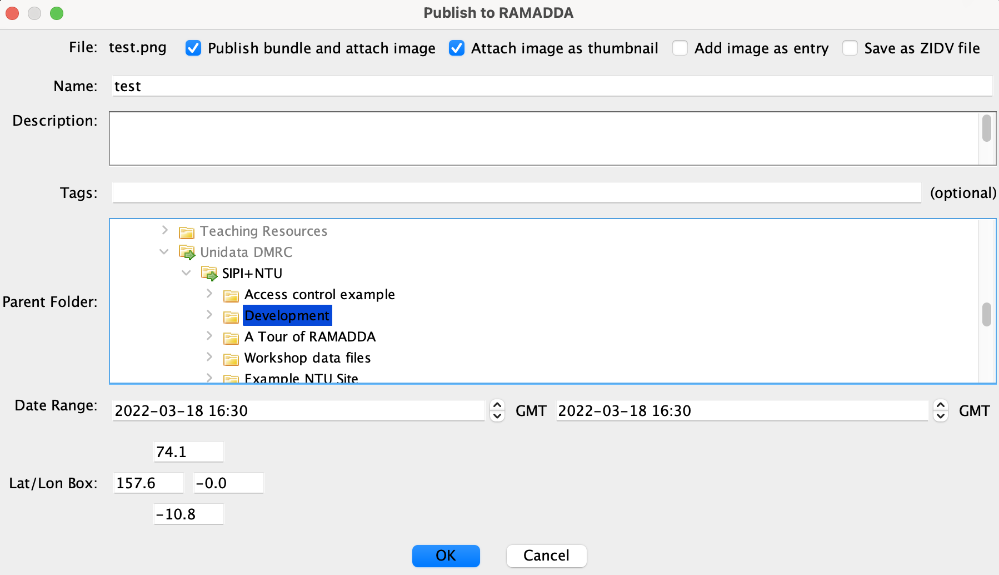 Publish to RAMADDA
File: test.png Publish bundle and attach image Attach image as thumbnail Add image as entry Save as ZIDV file
Name: test
Description:
Tags: (optional)
Teaching Resources
Unidata DMRC
SIPI+NTU
Access control example
Parent Folder:
Development
A Tour of RAMADDA
Workshop data files
Example NTU Site
Date Range: 2022-03-18 16:30 GMT 2022-03-18 16:30 GMT
74.1
Lat/Lon Box: 157.6 -0.0
-10.8
OK Cancel